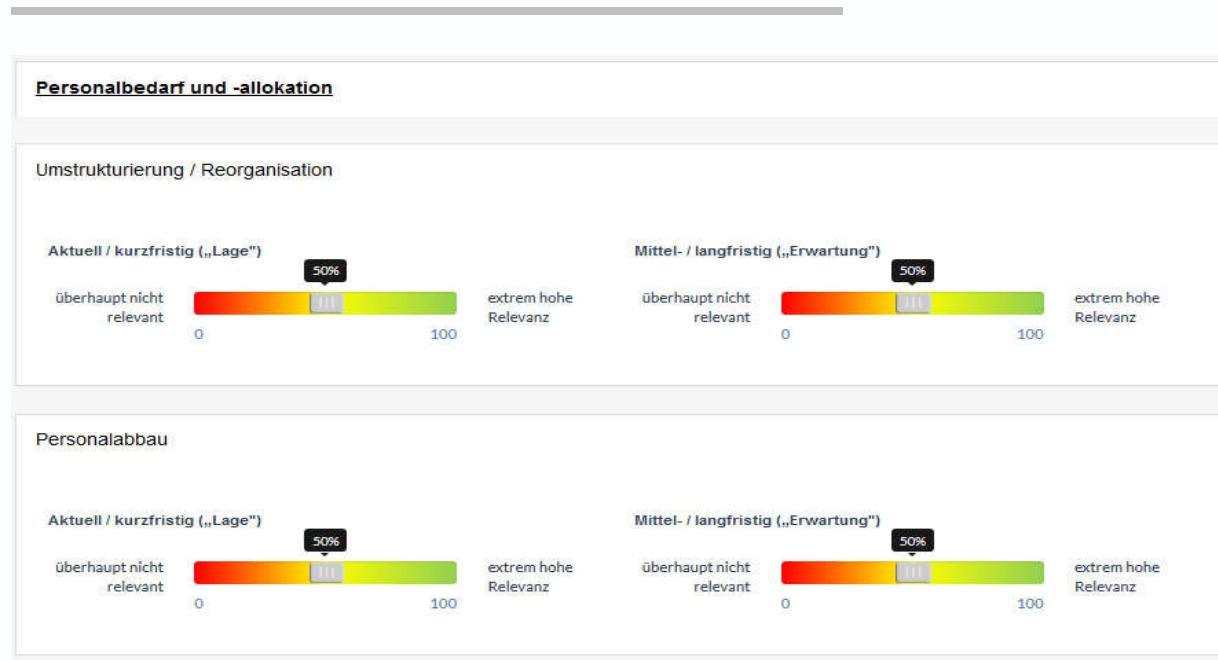 Personalbedarf und -allokation
Umstrukturierung / Reorganisation
Aktuell / kurzfristig („Lage")
50%
überhaupt nicht
relevant
extrem hohe
Relevanz
0 100
Mittel- / langfristig („Erwartung")
50%
überhaupt nicht
relevant
extrem hohe
Relevanz
0 100
Personalabbau
Aktuell / kurzfristig („Lage")
50%
überhaupt nicht
relevant
extrem hohe
Relevanz
0 100
Mittel- / langfristig („Erwartung")
50%
überhaupt nicht
relevant
extrem hohe
Relevanz
0 100